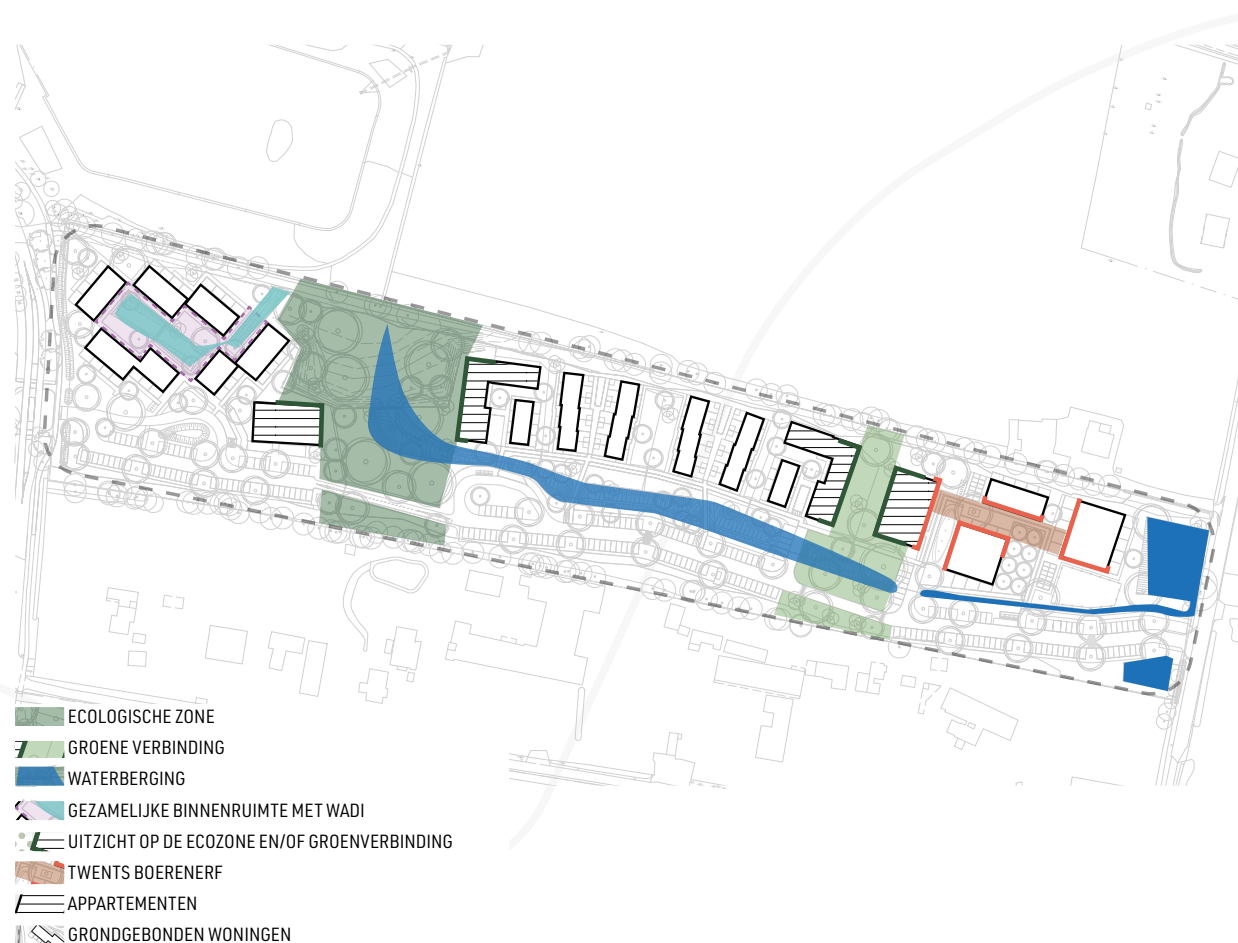 ECOLOGISCHE ZONE
GROENE VERBINDING
WATERBERGING
GEZAMELIJKE BINNENRUIMTE MET WADI
UITZICHT OP DE ECOZONE EN/OF GROENVERBINDING
TWENTS BOERENERF
APPARTEMENTEN
GRONDGEBONDEN WONINGEN